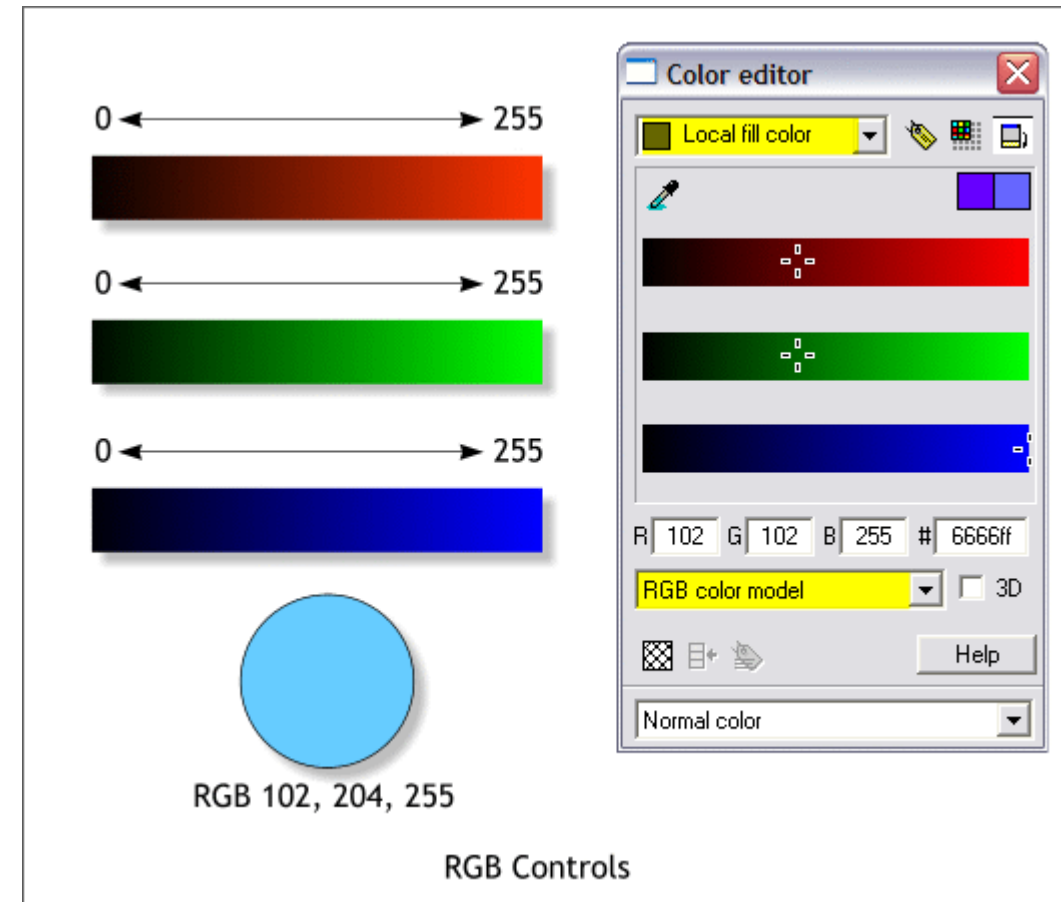 0 255
0 255
0 255
RGB 102, 204, 255
Color editor
Local fill color
R 102 G 102 B 255 # 6666ff
RGB color model 3D
Help
Normal color
RGB Controls